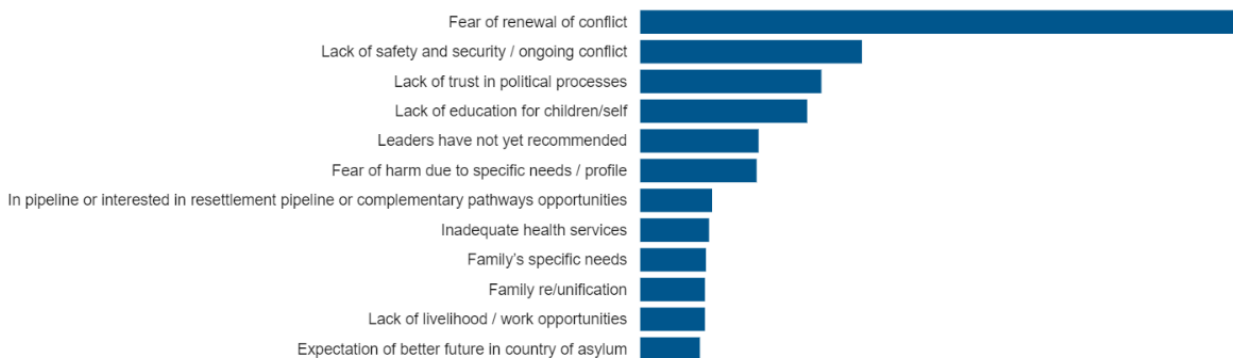 Fear of renewal of conflict
Lack of safety and security / ongoing conflict
Lack of trust in political processes
Lack of education for children/self
Leaders have not yet recommended
Fear of harm due to specific needs / profile
In pipeline or interested in resettlement pipeline or complementary pathways opportunities
Inadequate health services
Family's specific needs
Family re/unification
Lack of livelihood / work opportunities
Expectation of better future in country of asylum